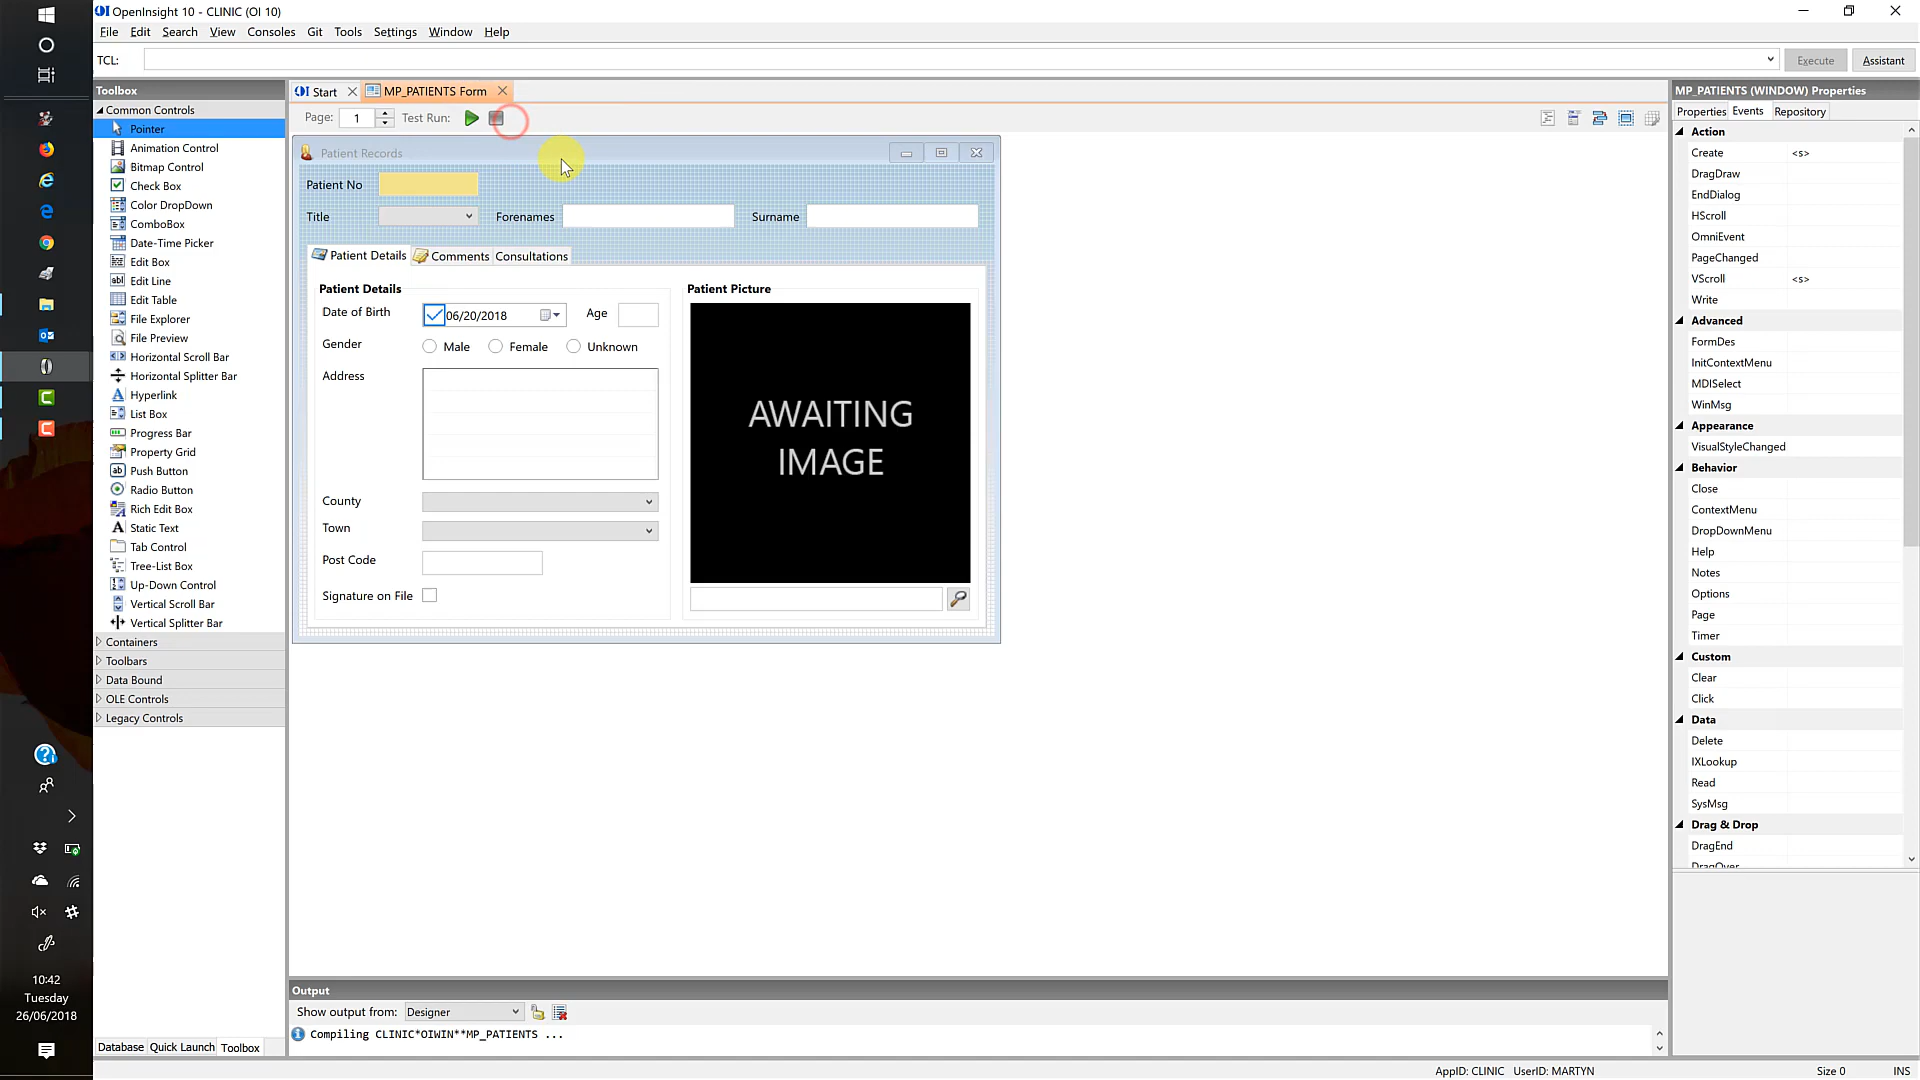 OpenInsight 10 - CLINIC (OI 10)
File Edit Search View Consoles Git Tools Settings Window Help
TCL: Execute Assistant
Toolbox
Common Controls
Pointer
Animation Control
Bitmap Control
Check Box
Color DropDown
ComboBox
Date-Time Picker
Edit Box
Edit Line
Edit Table
File Explorer
File Preview
Horizontal Scroll Bar
Horizontal Splitter Bar
Hyperlink
List Box
Progress Bar
Property Grid
Push Button
Radio Button
Rich Edit Box
Static Text
Tab Control
Tree-List Box
Up-Down Control
Vertical Scroll Bar
Vertical Splitter Bar
Containers
Toolbars
Data Bound
OLE Controls
Legacy Controls
Database Quick Launch Toolbox
Start MP_PATIENTS Form
Page: 1 Test Run:
Patient Records
Patient No
Title Forenames Surname
Patient Details Comments Consultations
Patient Details
Date of Birth 06/20/2018 Age
Gender Male Female Unknown
Address
County
Town
Post Code
Signature on File
Patient Picture
AWAITING
IMAGE
Output
Show output from: Designer
Compiling CLINIC*OIWIN**MP_PATIENTS ...
MP_PATIENTS (WINDOW) Properties
Properties Events Repository
Action
Create <s>
DragDraw
EndDialog
HScroll
OmniEvent
PageChanged
VScroll <s>
Write
Advanced
FormDes
InitContextMenu
MDISelect
WinMsg
Appearance
VisualStyleChanged
Behavior
Close
ContextMenu
DropDownMenu
Help
Notes
Options
Page
Timer
Custom
Clear
Click
Data
Delete
IXLookup
Read
SysMsg
Drag & Drop
DragEnd
DragOver
10:42
Tuesday
26/06/2018
AppID: CLINIC UserID: MARTYN Size 0 INS